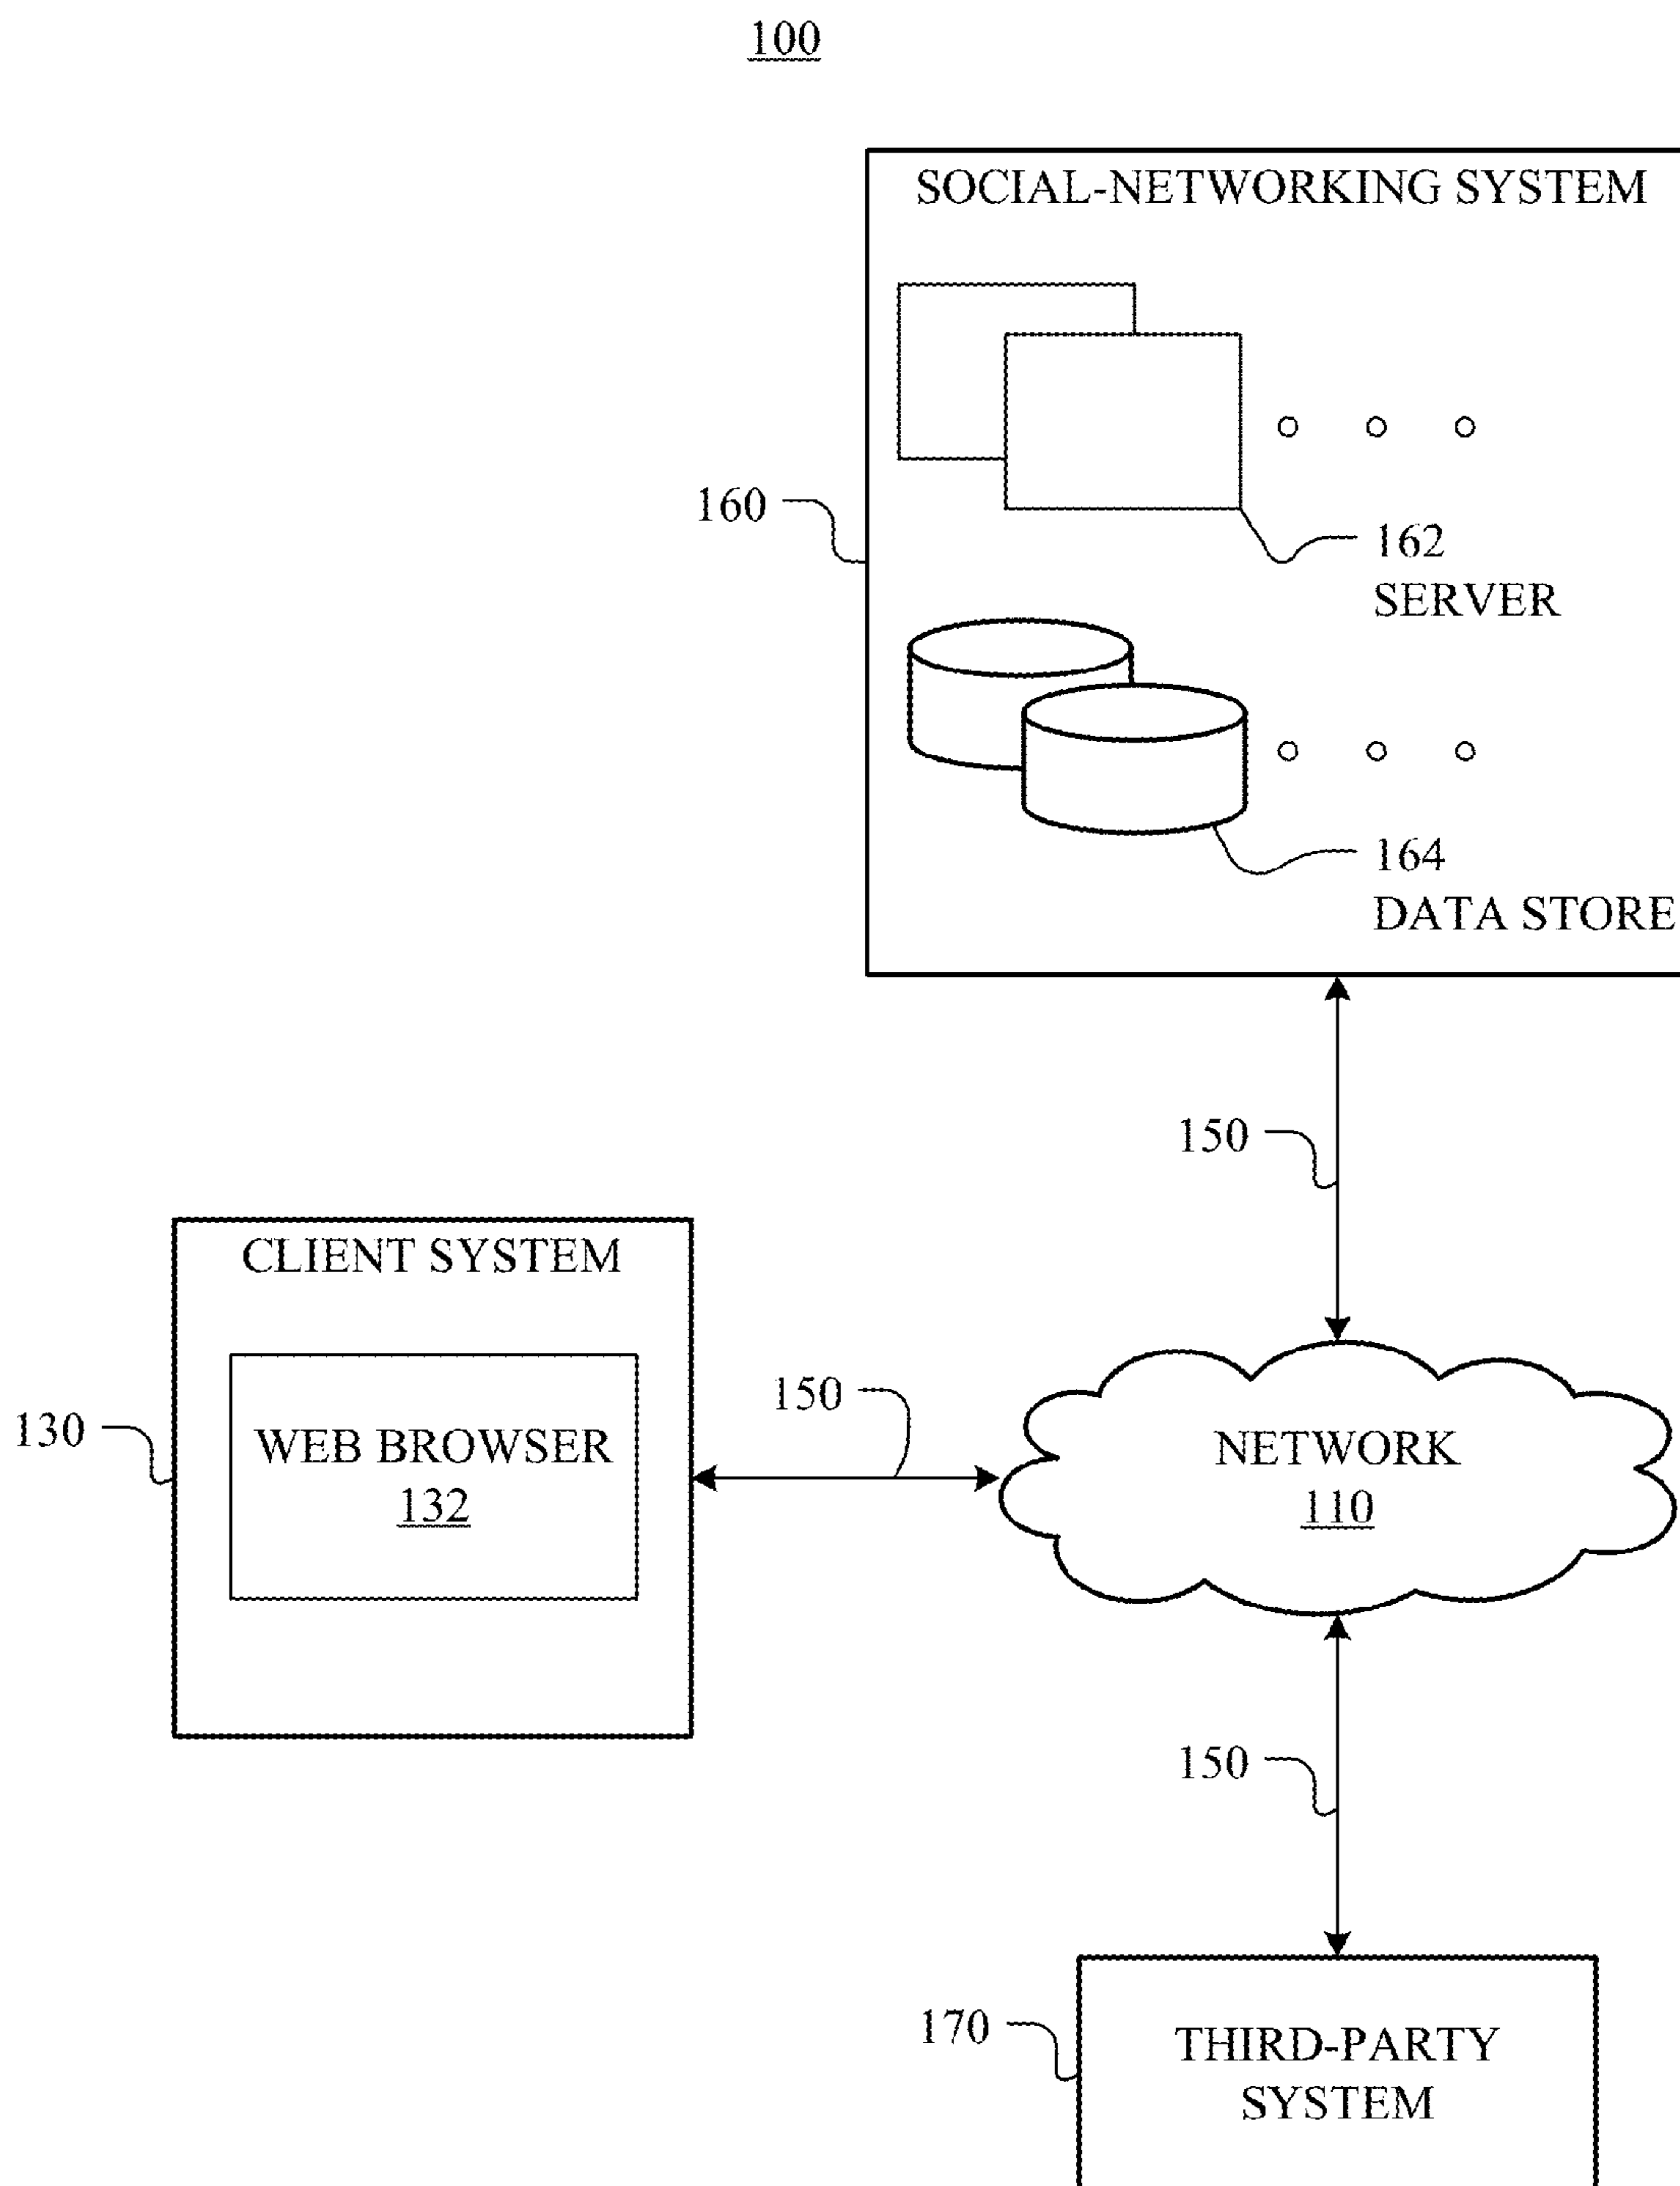 100
SOCIAL-NETWORKING SYSTEM
160
162
SERVER
164
DATA STORE
150
CLIENT SYSTEM
130
WEB BROWSER
132
150
NETWORK
110
150
170
THIRD-PARTY
SYSTEM